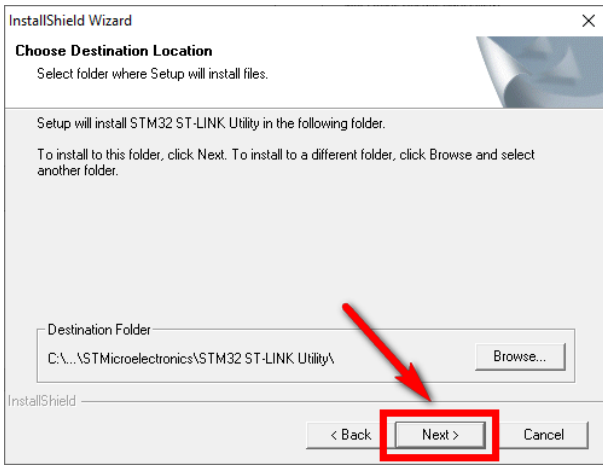 InstallShield Wizard
Choose Destination Location
Select folder where Setup will install files.
Setup will install STM32 ST-LINK Utility in the following folder.
To install to this folder, click Next. To install to a different folder, click Browse and select
another folder.
Destination Folder
C:\...\STMicroelectronics\STM32 ST-LINK Utility\
Browse...
InstallShield
< Back
Next >
Cancel